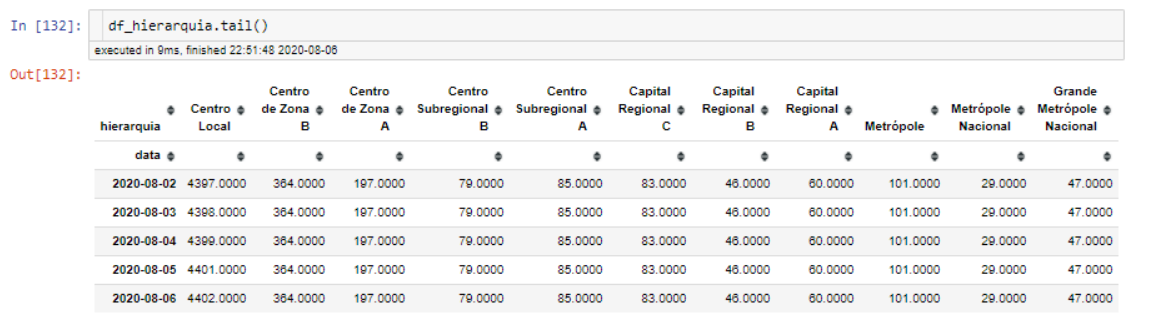 In [132]: df_hierarquia.tail()
executed in 9ms, finished 22:51:48 2020-08-06
Out[132]:
hierarquia Centro Local Centro de Zona B Centro de Zona A Centro Subregional B Centro Subregional A Capital Regional C Capital Regional B Capital Regional A Metrópole Metrópole Nacional Grande Metrópole Nacional
data
2020-08-02 4397.0000 364.0000 197.0000 79.0000 85.0000 83.0000 46.0000 60.0000 101.0000 29.0000 47.0000
2020-08-03 4398.0000 364.0000 197.0000 79.0000 85.0000 83.0000 46.0000 60.0000 101.0000 29.0000 47.0000
2020-08-04 4399.0000 364.0000 197.0000 79.0000 85.0000 83.0000 46.0000 60.0000 101.0000 29.0000 47.0000
2020-08-05 4401.0000 364.0000 197.0000 79.0000 85.0000 83.0000 46.0000 60.0000 101.0000 29.0000 47.0000
2020-08-06 4402.0000 364.0000 197.0000 79.0000 85.0000 83.0000 46.0000 60.0000 101.0000 29.0000 47.0000